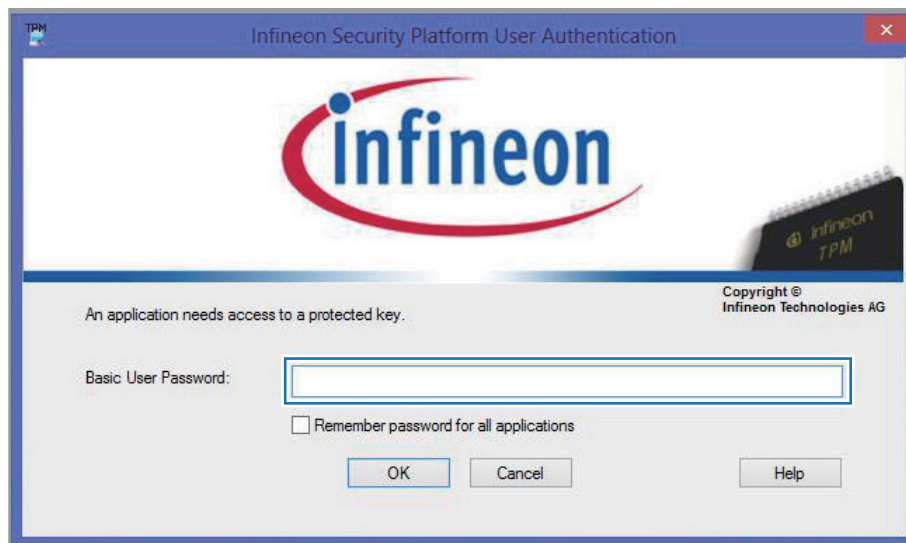 TPM
Infineon Security Platform User Authentication
infineon
Infineon
TPM
Copyright ©
Infineon Technologies AG
An application needs access to a protected key.
Basic User Password:
Remember password for all applications
OK Cancel Help